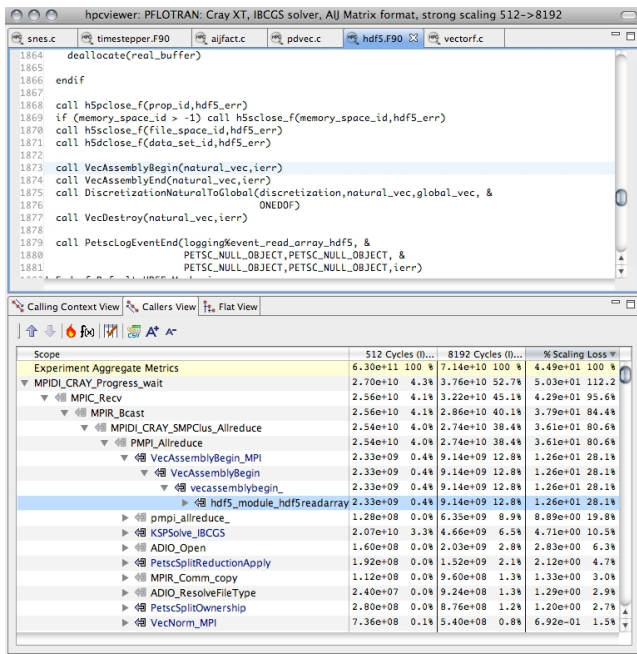 hpcviewer: PFLOTRAN: Cray XT, IBCGS solver, AIJ Matrix format, strong scaling 512->8192
snes.c timestepper.F90 aijfact.c pdvec.c hdf5.F90 vectorf.c
1864 deallocate(real_buffer)
1865
1866 endif
1867
1868 call h5pclose_f(prop_id,hdf5_err)
1869 if (memory_space_id > -1) call h5sclose_f(memory_space_id,hdf5_err)
1870 call h5sclose_f(file_space_id,hdf5_err)
1871 call h5dclose_f(data_set_id,hdf5_err)
1872
1873 call VecAssemblyBegin(natural_vec,ierr)
1874 call VecAssemblyEnd(natural_vec,ierr)
1875 call DiscretizationNaturalToGlobal(discretization,natural_vec,global_vec, &
1876 ONEDOF)
1877 call VecDestroy(natural_vec,ierr)
1878
1879 call PetscLogEventEnd(logging%event_read_array_hdf5, &
1880 PETSC_NULL_OBJECT,PETSC_NULL_OBJECT, &
1881 PETSC_NULL_OBJECT,PETSC_NULL_OBJECT,ierr)
Calling Context View Callers View Flat View
f(x) A+ A-
Scope 512 Cycles (I)... 8192 Cycles (I)... % Scaling Loss
Experiment Aggregate Metrics 6.30e+11 100 % 7.14e+10 100 % 4.49e+01 100 %
MPIDI_CRAY_Progress_wait 2.70e+10 4.3% 3.76e+10 52.7% 5.03e+01 112.2
MPIC_Recv 2.56e+10 4.1% 3.22e+10 45.1% 4.29e+01 95.6%
MPIR_Bcast 2.56e+10 4.1% 2.86e+10 40.1% 3.79e+01 84.4%
MPIDI_CRAY_SMPClus_Allreduce 2.54e+10 4.0% 2.74e+10 38.4% 3.61e+01 80.6%
PMPI_Allreduce 2.54e+10 4.0% 2.74e+10 38.4% 3.61e+01 80.6%
VecAssemblyBegin_MPI 2.33e+09 0.4% 9.14e+09 12.8% 1.26e+01 28.1%
VecAssemblyBegin 2.33e+09 0.4% 9.14e+09 12.8% 1.26e+01 28.1%
vecassemblybegin_ 2.33e+09 0.4% 9.14e+09 12.8% 1.26e+01 28.1%
hdf5_module_hdf5readarray 2.33e+09 0.4% 9.14e+09 12.8% 1.26e+01 28.1%
pmpi_allreduce_ 1.28e+08 0.0% 6.35e+09 8.9% 8.89e+00 19.8%
KSPSolve_IBCGS 2.07e+10 3.3% 4.66e+09 6.5% 4.71e+00 10.5%
ADIO_Open 1.60e+08 0.0% 2.03e+09 2.8% 2.83e+00 6.3%
PetscSplitReductionApply 1.92e+08 0.0% 1.52e+09 2.1% 2.12e+00 4.7%
MPIR_Comm_copy 1.12e+08 0.0% 9.60e+08 1.3% 1.33e+00 3.0%
ADIO_ResolveFileType 2.40e+07 0.0% 9.24e+08 1.3% 1.29e+00 2.9%
PetscSplitOwnership 2.80e+08 0.0% 8.76e+08 1.2% 1.20e+00 2.7%
VecNorm_MPI 7.36e+08 0.1% 5.40e+08 0.8% 6.92e-01 1.5%